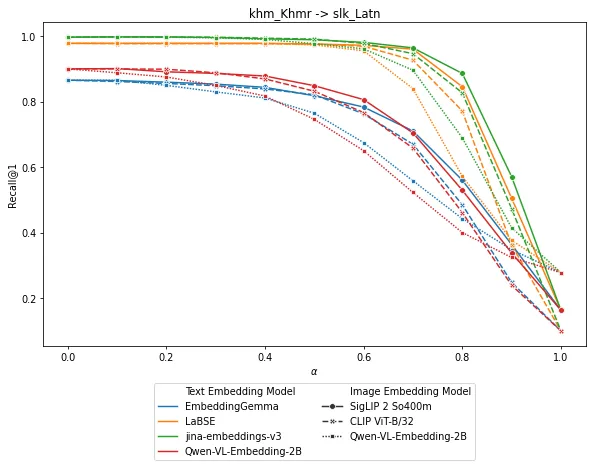 khm_Khmr -> slk_Latn
1.0
0.8
0.6
0.4
0.2
Recall@1
0.0 0.2 0.4 0.6 0.8 1.0
α
Text Embedding Model Image Embedding Model
EmbeddingGemma SigLIP 2 So400m
LaBSE CLIP ViT-B/32
jina-embeddings-v3 Qwen-VL-Embedding-2B
Qwen-VL-Embedding-2B